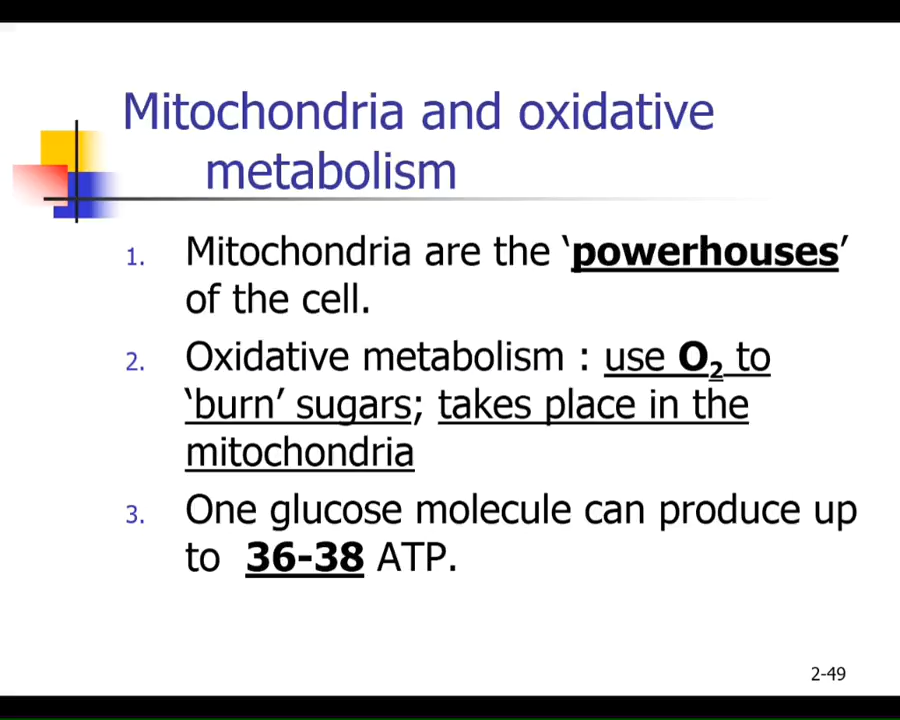 Mitochondria and oxidative
metabolism
1. Mitochondria are the ‘powerhouses’
of the cell.
2. Oxidative metabolism : use O₂ to
‘burn’ sugars; takes place in the
mitochondria
3. One glucose molecule can produce up
to 36-38 ATP.
2-49